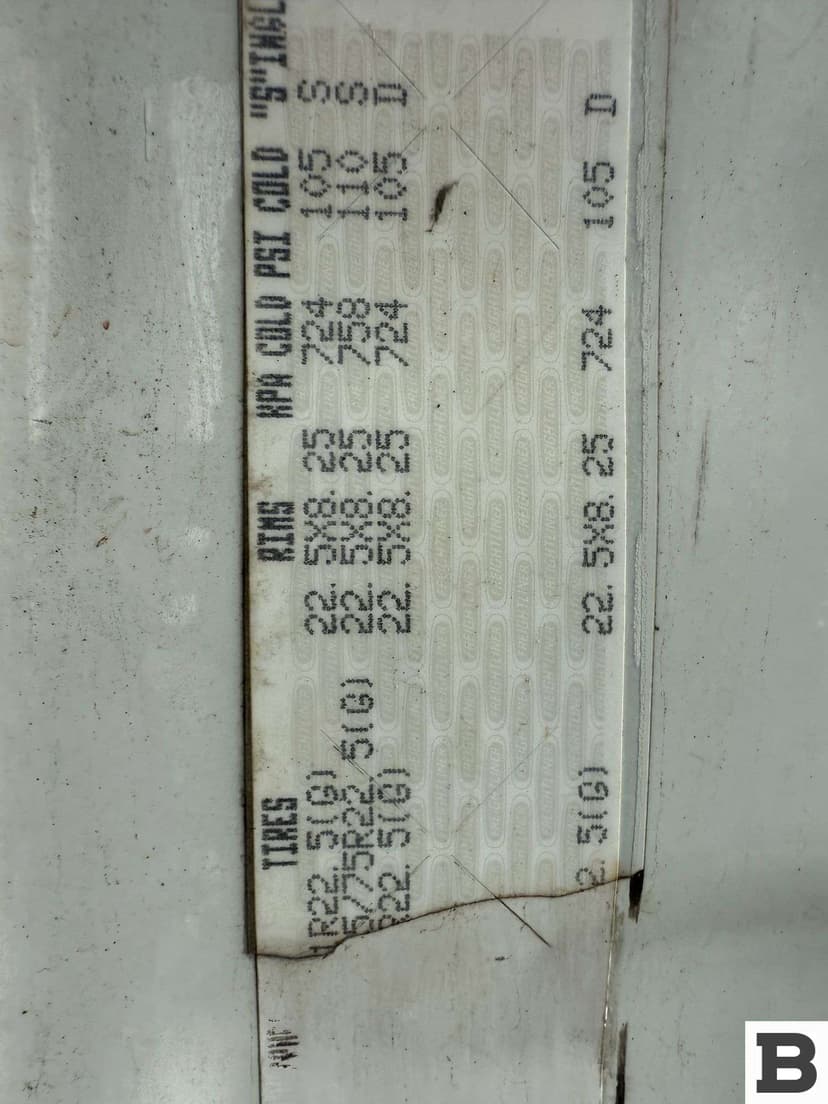 TIRES RIMS KPA COLD PSI COLD "S"INGL
1R22.5(G) 22.5X8.25 724 105 S
5/75R22.5(G) 22.5X8.25 758 110 S
R22.5(G) 22.5X8.25 724 105 D
2.5(G) 22.5X8.25 724 105 D
B